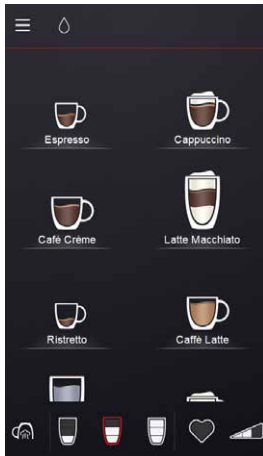 Espresso
Cappuccino
Café Crème
Latte Macchiato
Ristretto
Caffè Latte